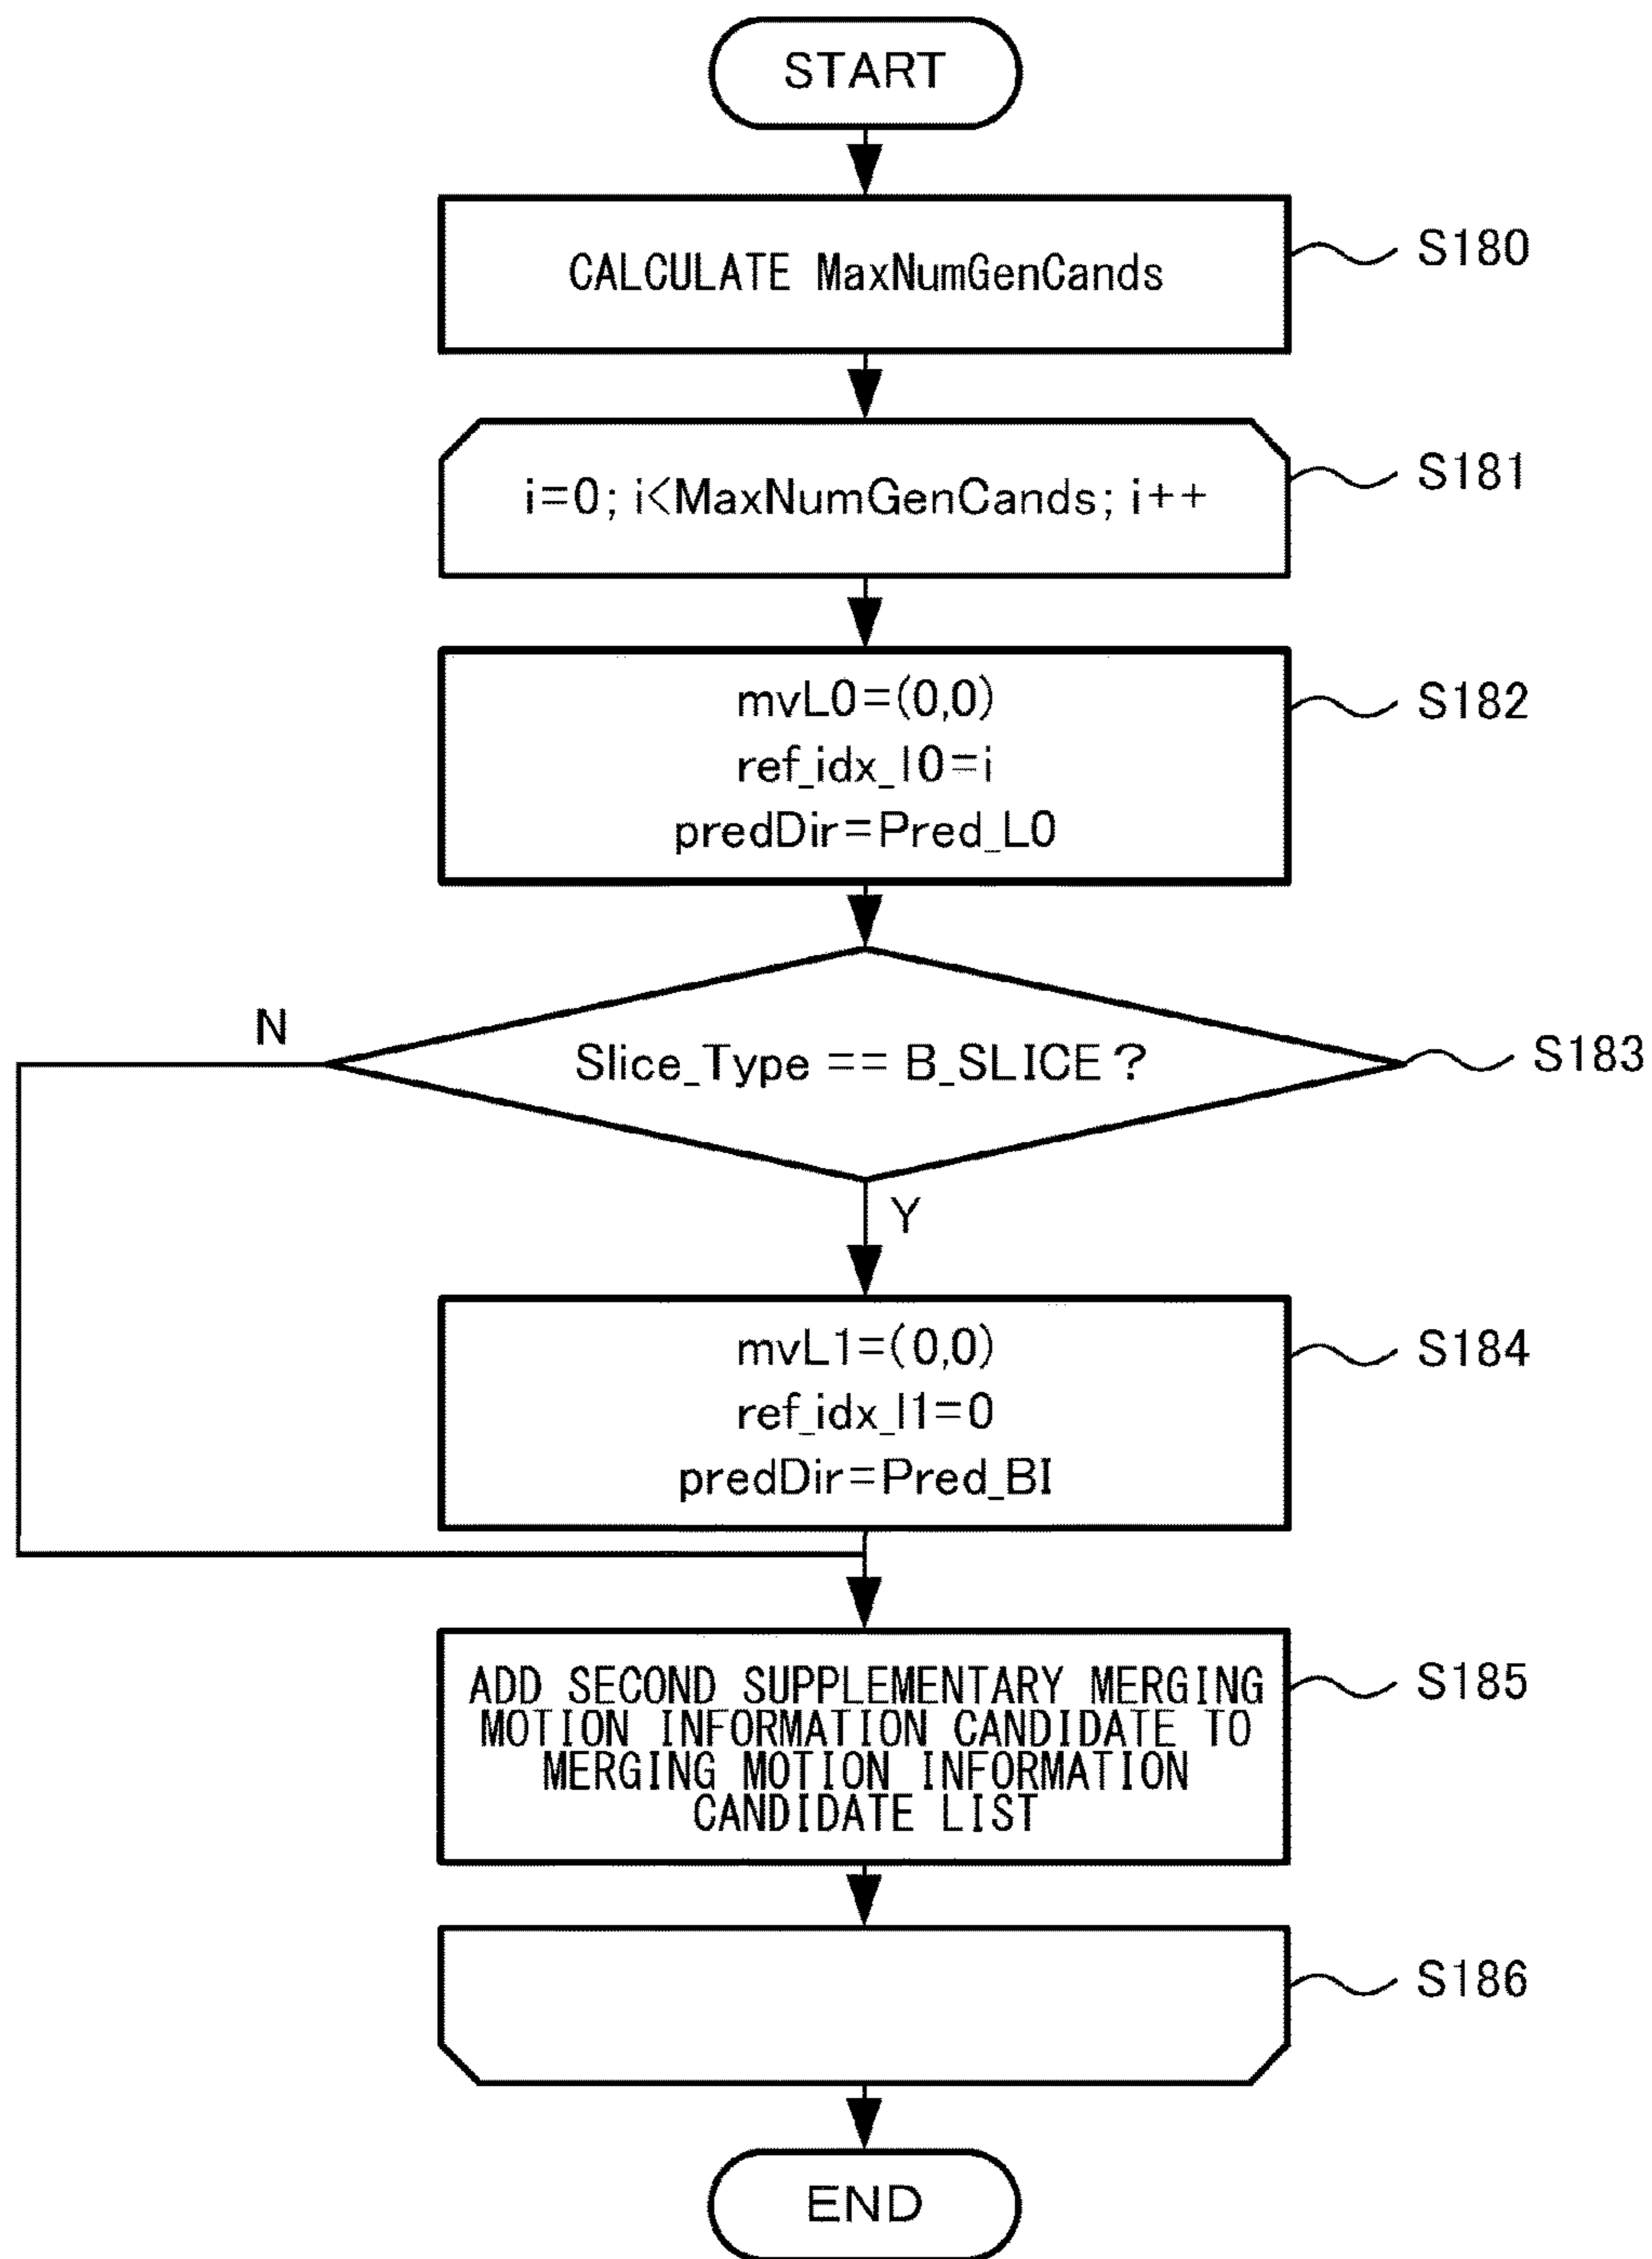 START
CALCULATE MaxNumGenCands
S180
i=0; i<MaxNumGenCands; i++
S181
mvL0=(0,0)
ref_idx_l0=i
predDir=Pred_L0
S182
N
Slice_Type == B_SLICE?
S183
Y
mvL1=(0,0)
ref_idx_l1=0
predDir=Pred_BI
S184
ADD SECOND SUPPLEMENTARY MERGING
MOTION INFORMATION CANDIDATE TO
MERGING MOTION INFORMATION
CANDIDATE LIST
S185
S186
END